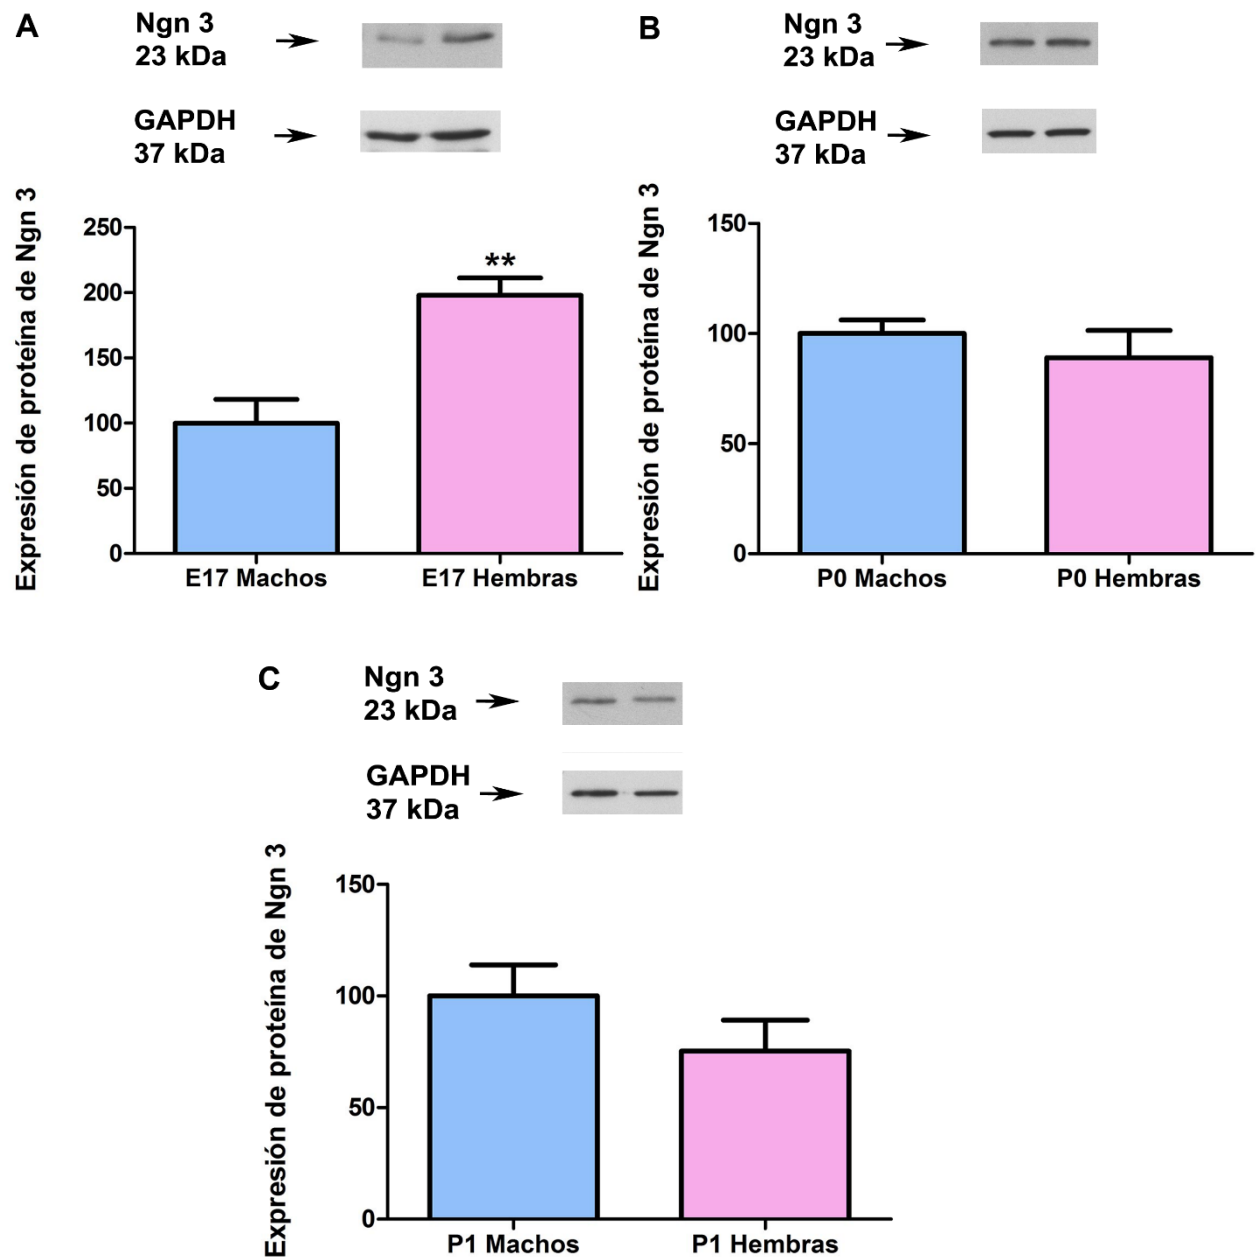 A
Ngn 3
23 kDa
GAPDH
37 kDa
Expresión de proteína de Ngn 3
250
200
150
100
50
0
**
E17 Machos
E17 Hembras
B
Ngn 3
23 kDa
GAPDH
37 kDa
Expresión de proteína de Ngn 3
150
100
50
0
P0 Machos
P0 Hembras
C
Ngn 3
23 kDa
GAPDH
37 kDa
Expresión de proteína de Ngn 3
150
100
50
0
P1 Machos
P1 Hembras